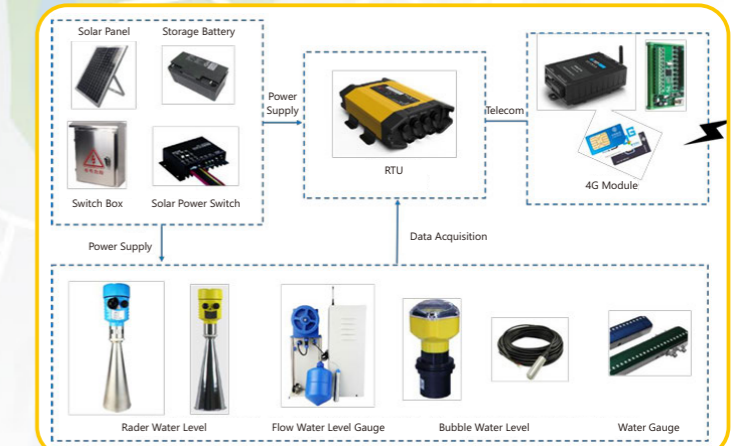 Solar Panel
Storage Battery
Switch Box
Solar Power Switch
Power
Supply
RTU
Telecom
4G Module
Power Supply
Data Acquisition
Rader Water Level
Flow Water Level Gauge
Bubble Water Level
Water Gauge